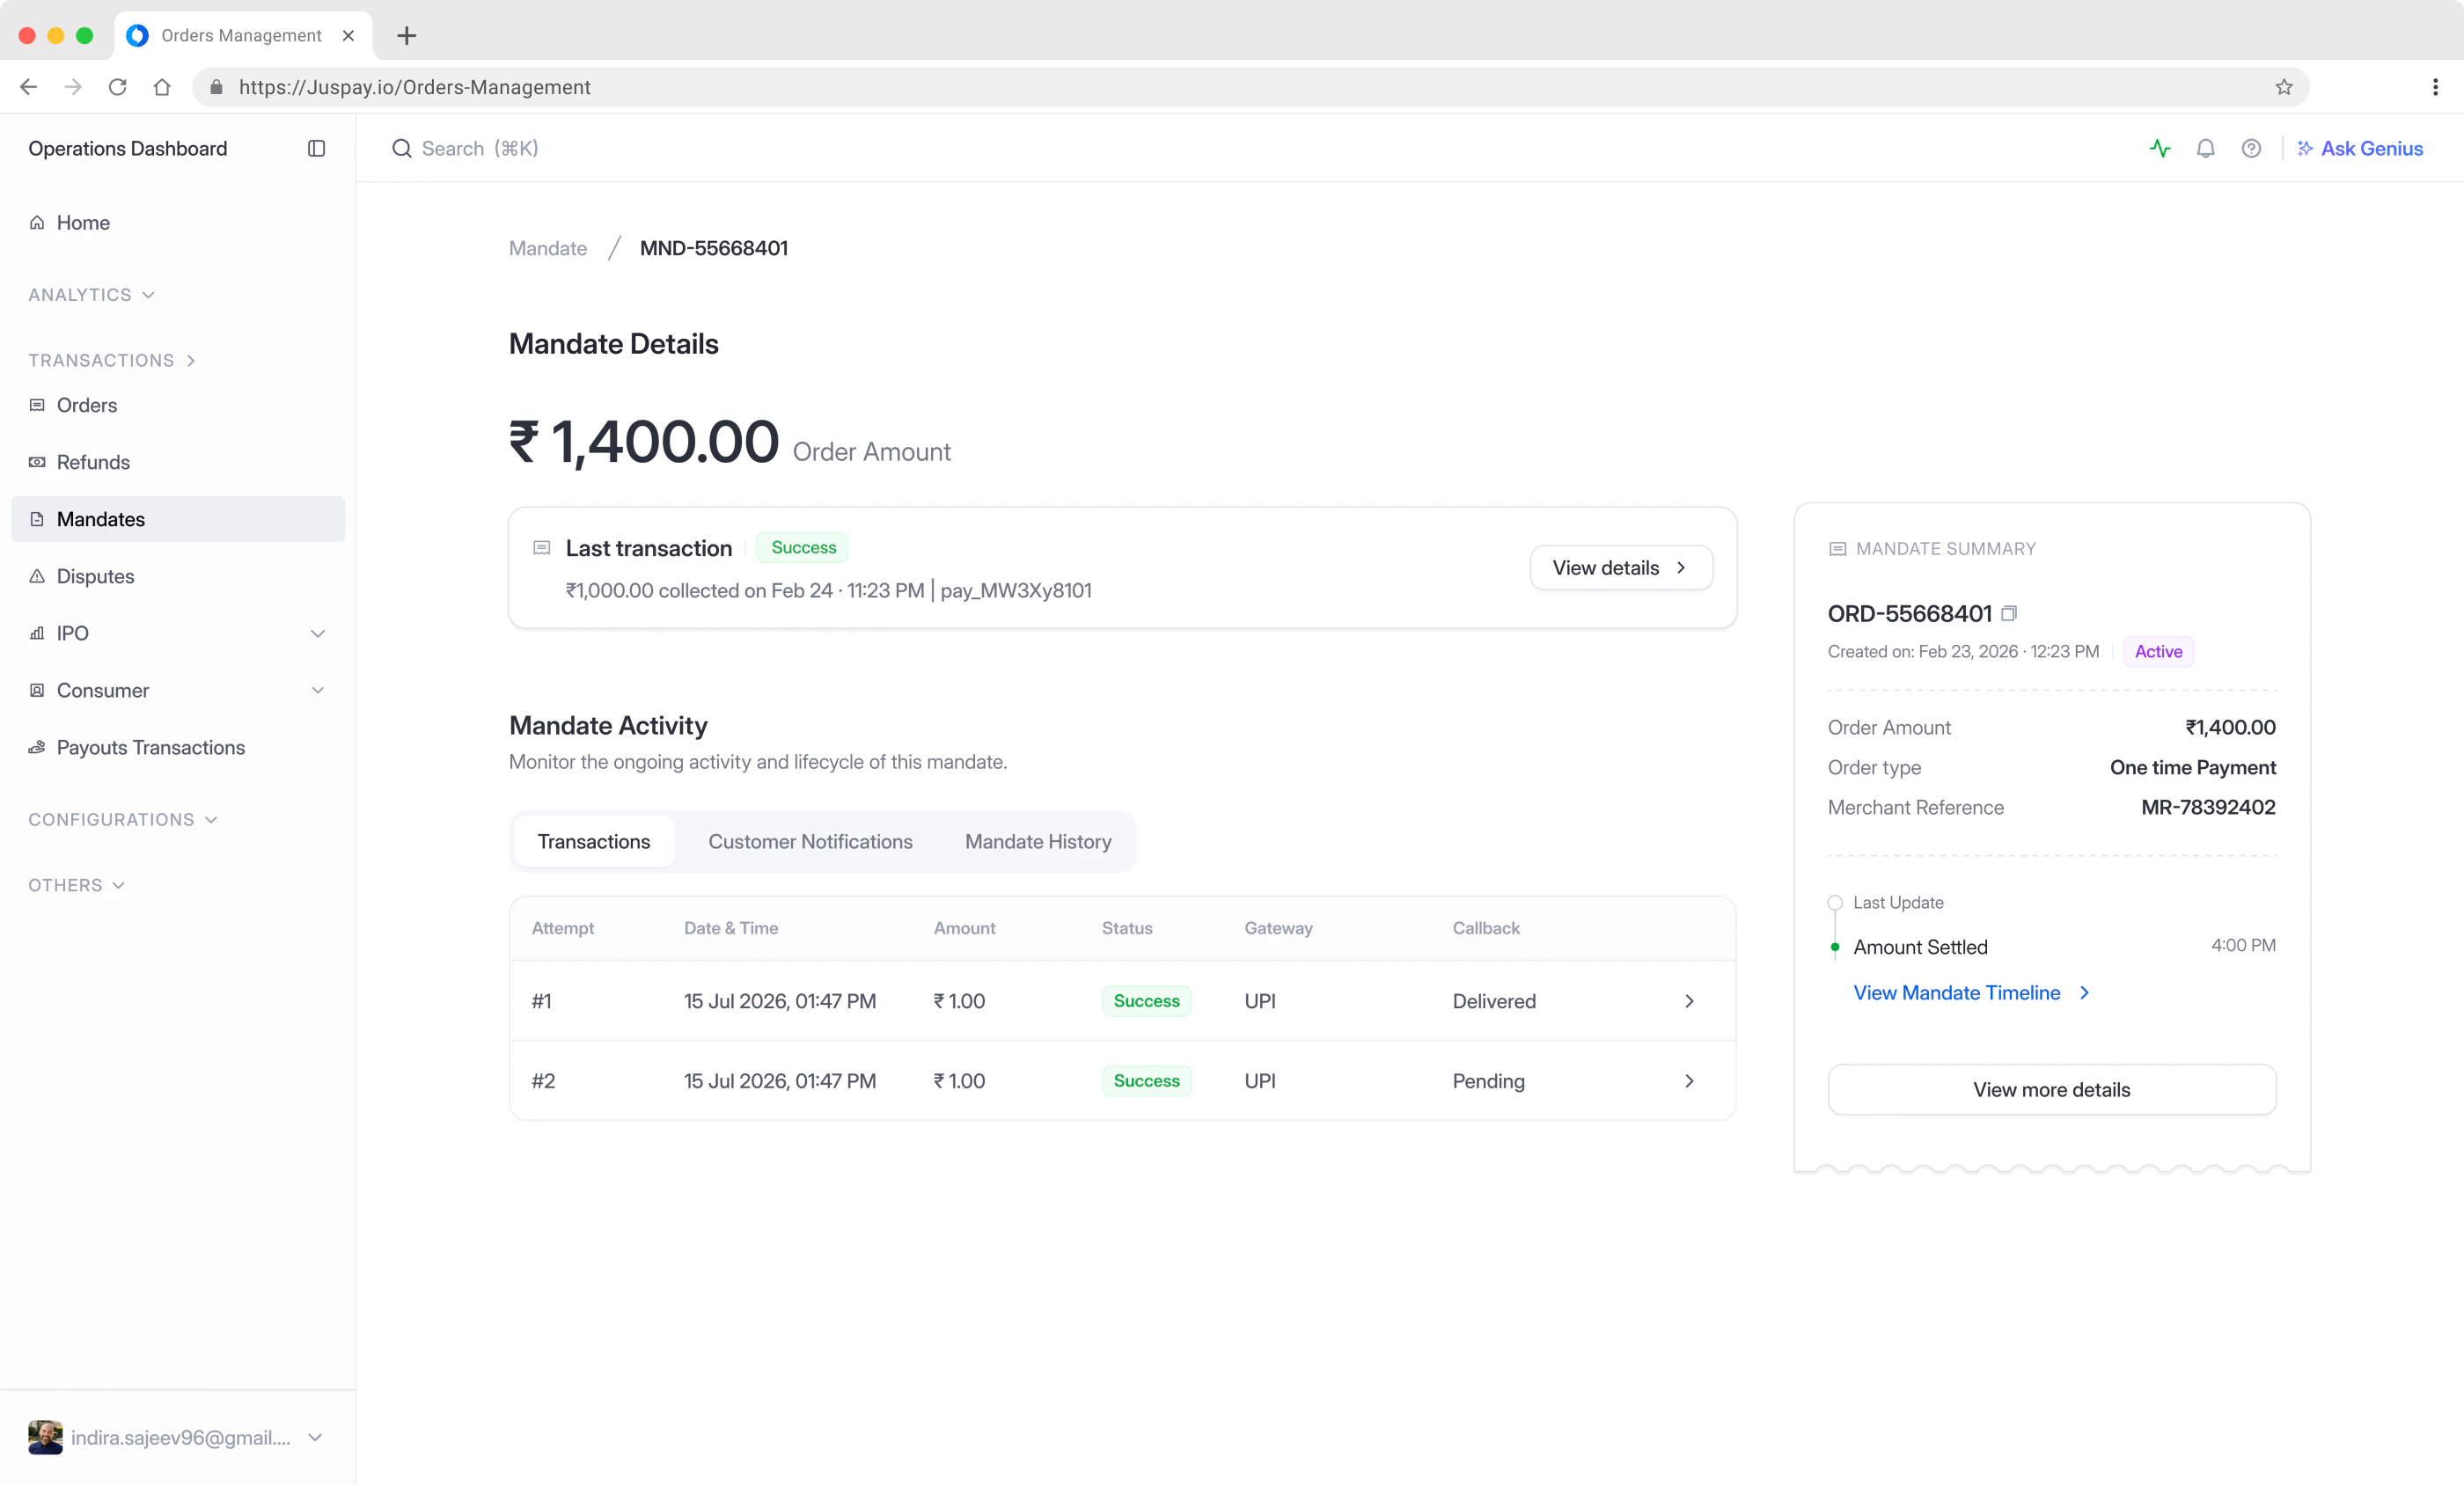 Orders Management
https://Juspay.io/Orders-Management
Operations Dashboard
Search (⌘K)
Ask Genius
Home
ANALYTICS
TRANSACTIONS
Orders
Refunds
Mandates
Disputes
IPO
Consumer
Payouts Transactions
CONFIGURATIONS
OTHERS
indira.sajeev96@gmail....
Mandate / MND-55668401
Mandate Details
₹ 1,400.00 Order Amount
Last transaction Success
₹1,000.00 collected on Feb 24 · 11:23 PM | pay_MW3Xy8101
View details
Mandate Activity
Monitor the ongoing activity and lifecycle of this mandate.
Transactions Customer Notifications Mandate History
Attempt Date & Time Amount Status Gateway Callback
#1 15 Jul 2026, 01:47 PM ₹ 1.00 Success UPI Delivered
#2 15 Jul 2026, 01:47 PM ₹ 1.00 Success UPI Pending
MANDATE SUMMARY
ORD-55668401
Created on: Feb 23, 2026 · 12:23 PM Active
Order Amount ₹1,400.00
Order type One time Payment
Merchant Reference MR-78392402
Last Update
Amount Settled 4:00 PM
View Mandate Timeline
View more details